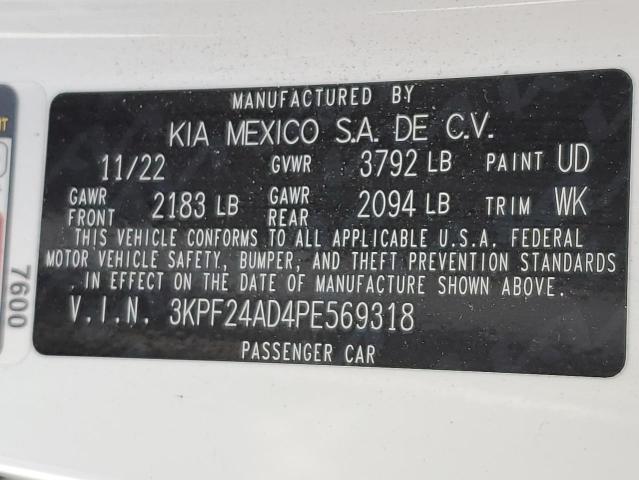 MANUFACTURED BY
KIA MEXICO S.A. DE C.V.
11/22 GVWR 3792 LB PAINT UD
GAWR FRONT 2183 LB GAWR REAR 2094 LB TRIM WK
THIS VEHICLE CONFORMS TO ALL APPLICABLE U.S.A. FEDERAL
MOTOR VEHICLE SAFETY, BUMPER, AND THEFT PREVENTION STANDARDS
IN EFFECT ON THE DATE OF MANUFACTURE SHOWN ABOVE.
V.I.N. 3KPF24AD4PE569318
PASSENGER CAR
7600